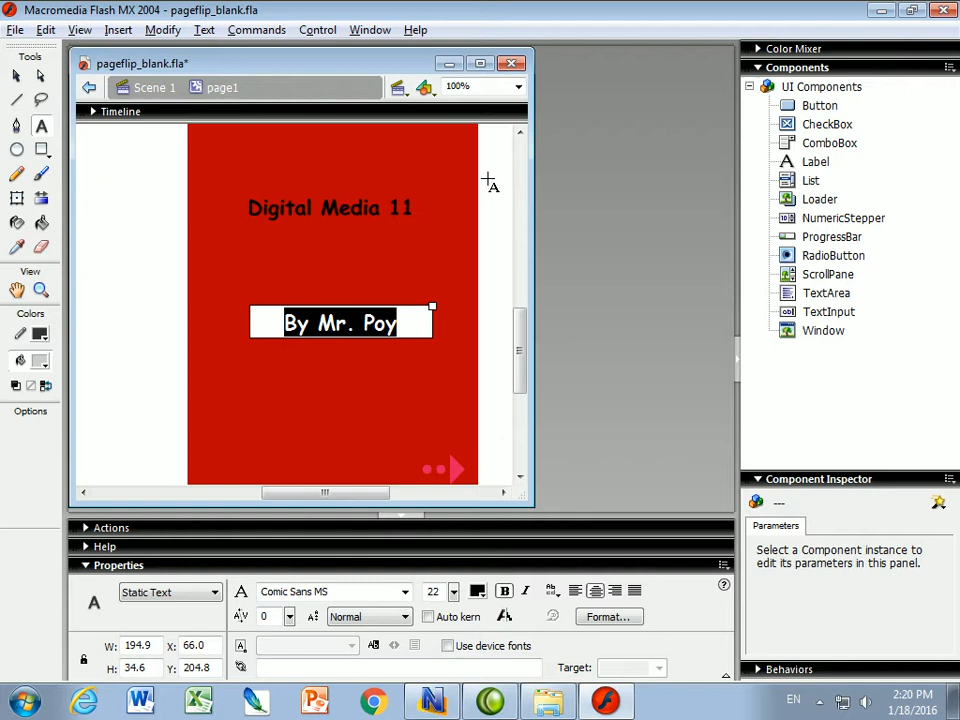 Macromedia Flash MX 2004 - pageflip_blank.fla
File Edit View Insert Modify Text Commands Control Window Help
Tools
View
Colors
Options
pageflip_blank.fla*
Scene 1 page1 100%
Timeline
Digital Media 11
By Mr. Poy
Color Mixer
Components
UI Components
Button
CheckBox
ComboBox
Label
List
Loader
NumericStepper
ProgressBar
RadioButton
ScrollPane
TextArea
TextInput
Window
Component Inspector
---
Parameters
Select a Component instance to
edit its parameters in this panel.
Behaviors
Actions
Help
Properties
Static Text A Comic Sans MS 22 B I
A\V 0 Normal Auto kern Format...
W: 194.9 X: 66.0 Use device fonts
H: 34.6 Y: 204.8 Target:
EN 2:20 PM
1/18/2016